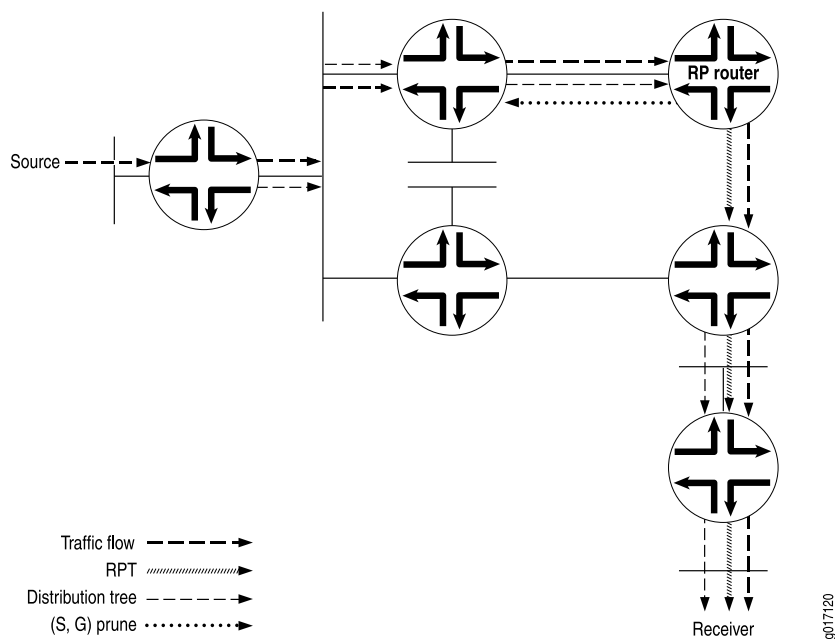 RP router
Source
Traffic flow
RPT
Distribution tree
(S, G) prune
Receiver
g017120